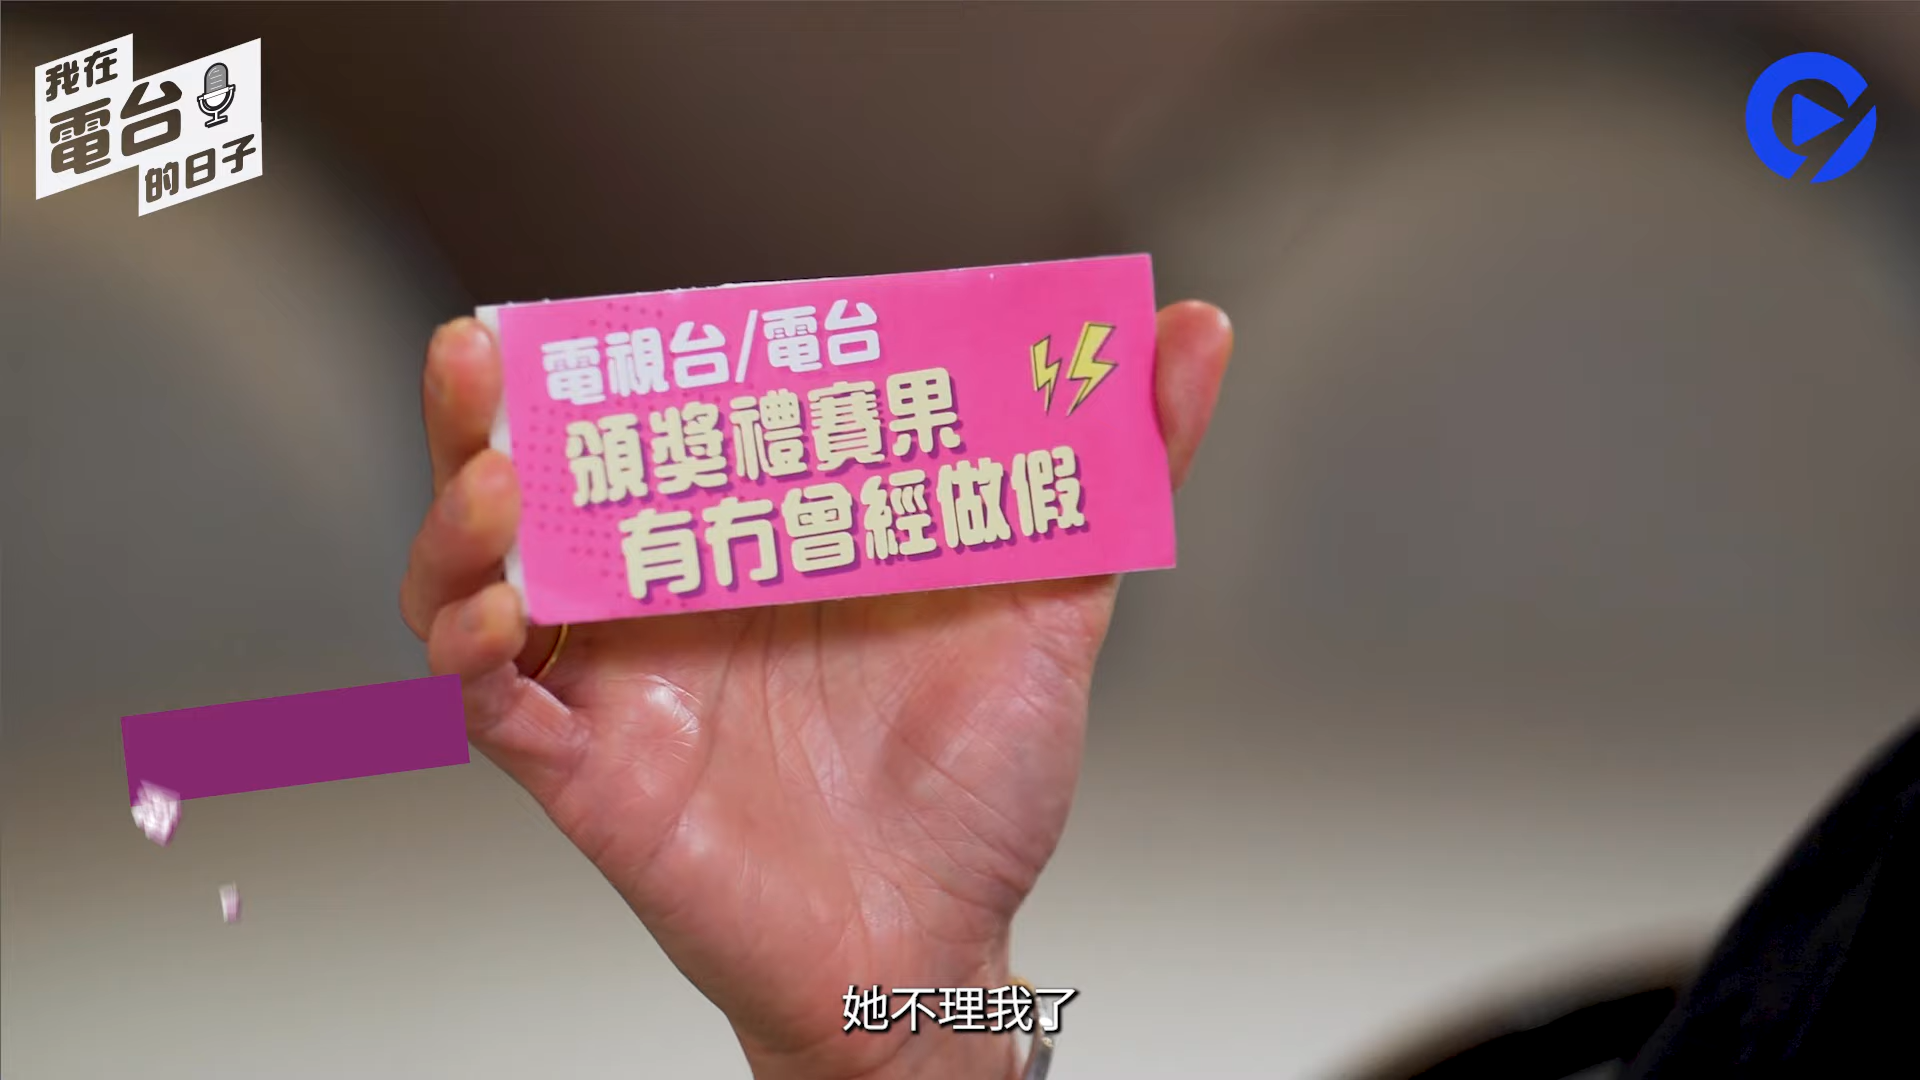 我在
電台
的日子
電視台/電台
頒獎禮賽果
有冇曾經做假
她不理我了